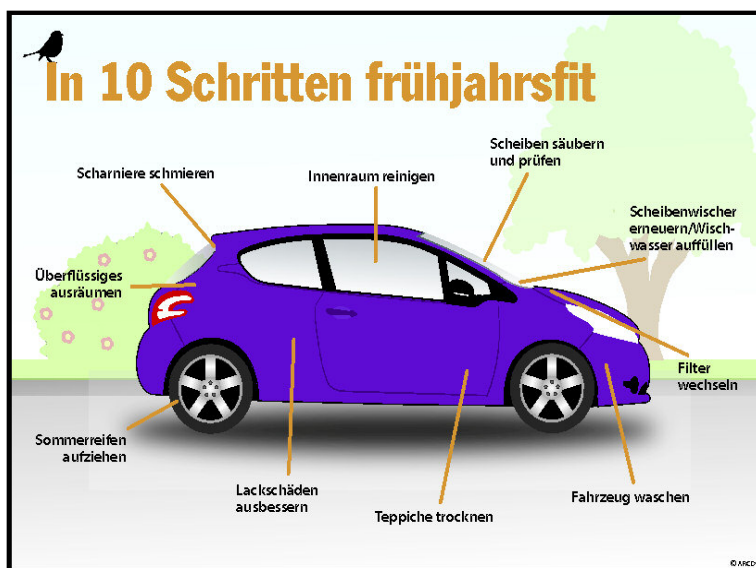 In 10 Schritten frühjahrsfit
Scheiben säubern
und prüfen
Scharniere schmieren
Innenraum reinigen
Scheibenwischer
erneuern/Wisch-
wasser auffüllen
Überflüssiges
ausräumen
Filter
wechseln
Sommerreifen
aufziehen
Lackschäden
ausbessern
Teppiche trocknen
Fahrzeug waschen
© ARCD